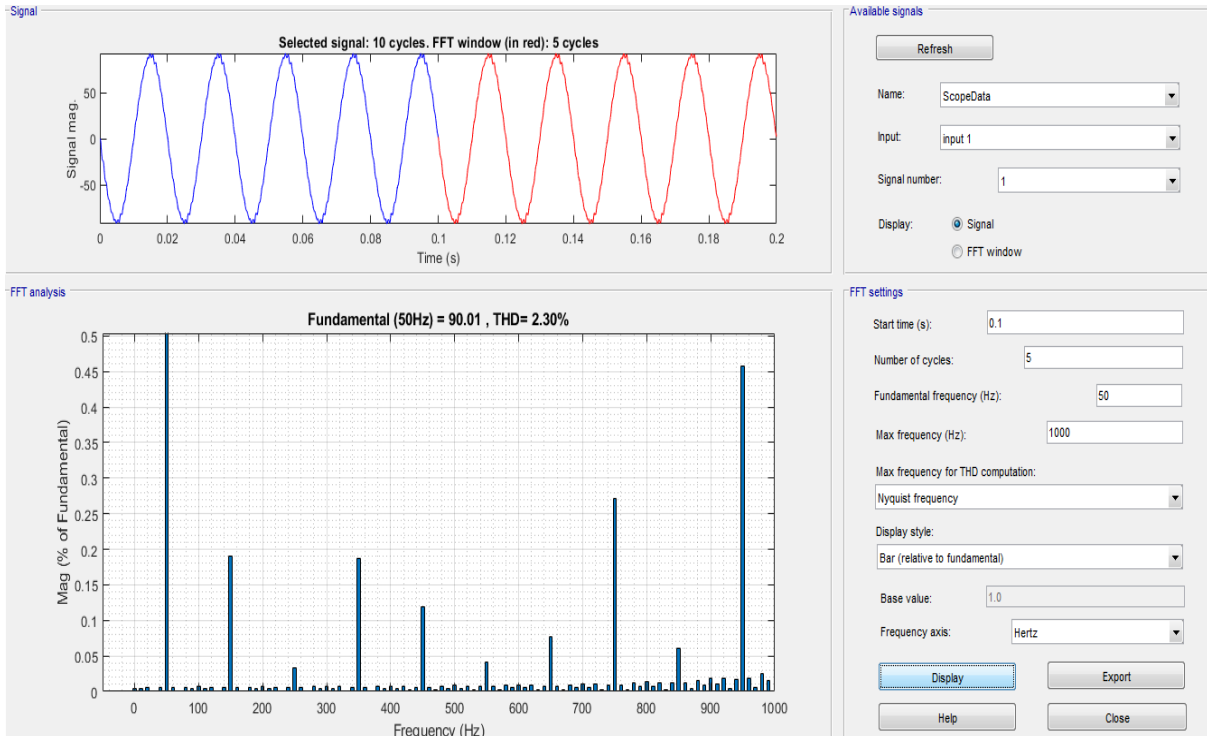 Signal
Selected signal: 10 cycles. FFT window (in red): 5 cycles
Signal mag.
50
0
-50
0 0.02 0.04 0.06 0.08 0.1 0.12 0.14 0.16 0.18 0.2
Time (s)
Available signals
Refresh
Name: ScopeData
Input: input 1
Signal number: 1
Display: Signal
FFT window
FFT analysis
Fundamental (50Hz) = 90.01 , THD= 2.30%
Mag (% of Fundamental)
0.5
0.45
0.4
0.35
0.3
0.25
0.2
0.15
0.1
0.05
0
0 100 200 300 400 500 600 700 800 900 1000
Frequency (Hz)
FFT settings
Start time (s): 0.1
Number of cycles: 5
Fundamental frequency (Hz): 50
Max frequency (Hz): 1000
Max frequency for THD computation:
Nyquist frequency
Display style:
Bar (relative to fundamental)
Base value: 1.0
Frequency axis: Hertz
Display Export
Help Close